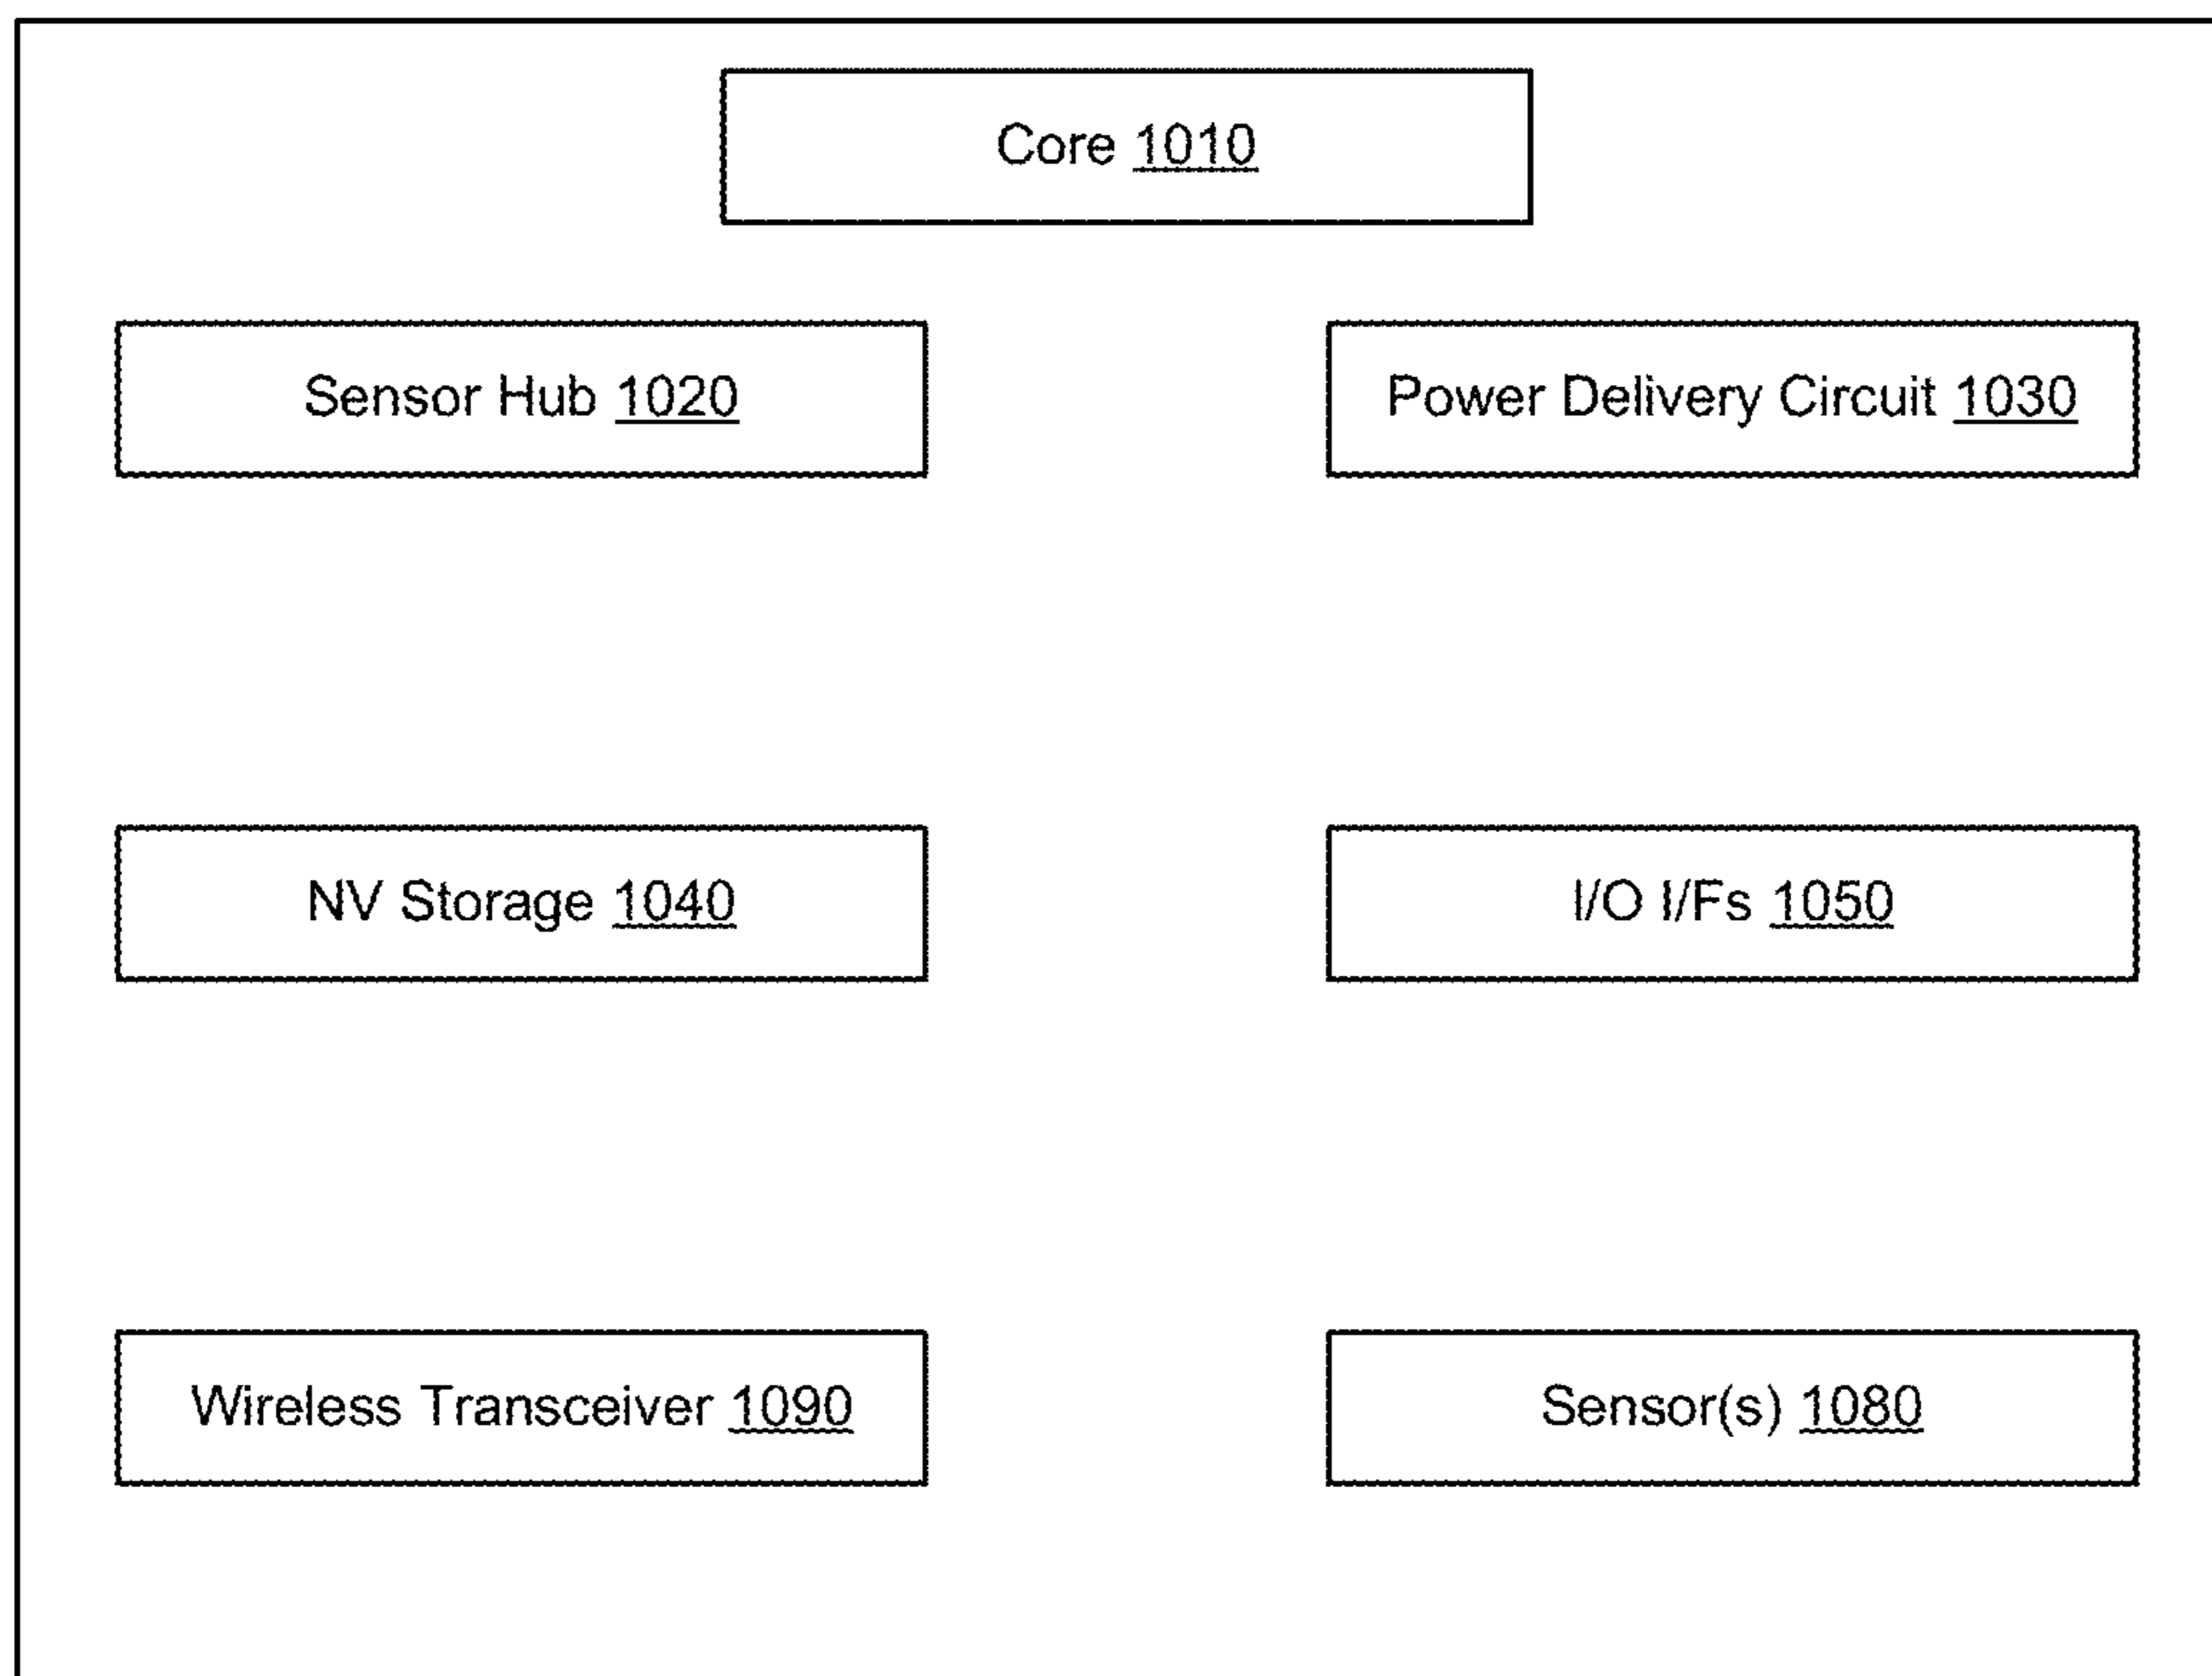 Core 1010
Sensor Hub 1020
Power Delivery Circuit 1030
NV Storage 1040
I/O I/Fs 1050
Wireless Transceiver 1090
Sensor(s) 1080